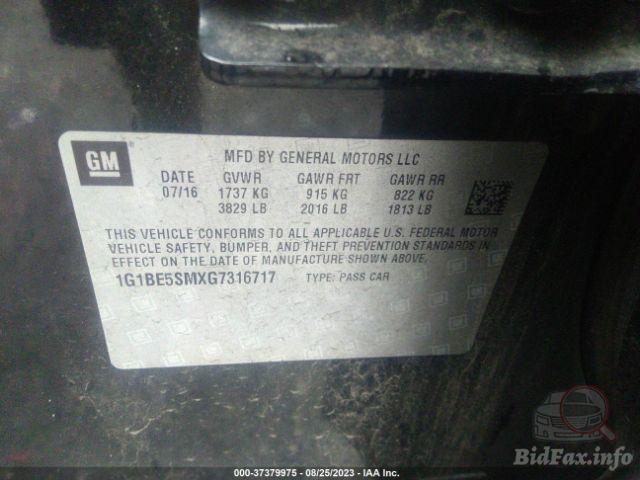 GM
MFD BY GENERAL MOTORS LLC
DATE GVWR GAWR FRT GAWR RR
07/16 1737 KG 915 KG 822 KG
3829 LB 2016 LB 1813 LB
THIS VEHICLE CONFORMS TO ALL APPLICABLE U.S. FEDERAL MOTOR
VEHICLE SAFETY, BUMPER, AND THEFT PREVENTION STANDARDS IN
EFFECT ON THE DATE OF MANUFACTURE SHOWN ABOVE.
1G1BE5SMXG7316717 TYPE: PASS CAR
BidFax.info
000-37379975 - 08/25/2023 - IAA Inc.